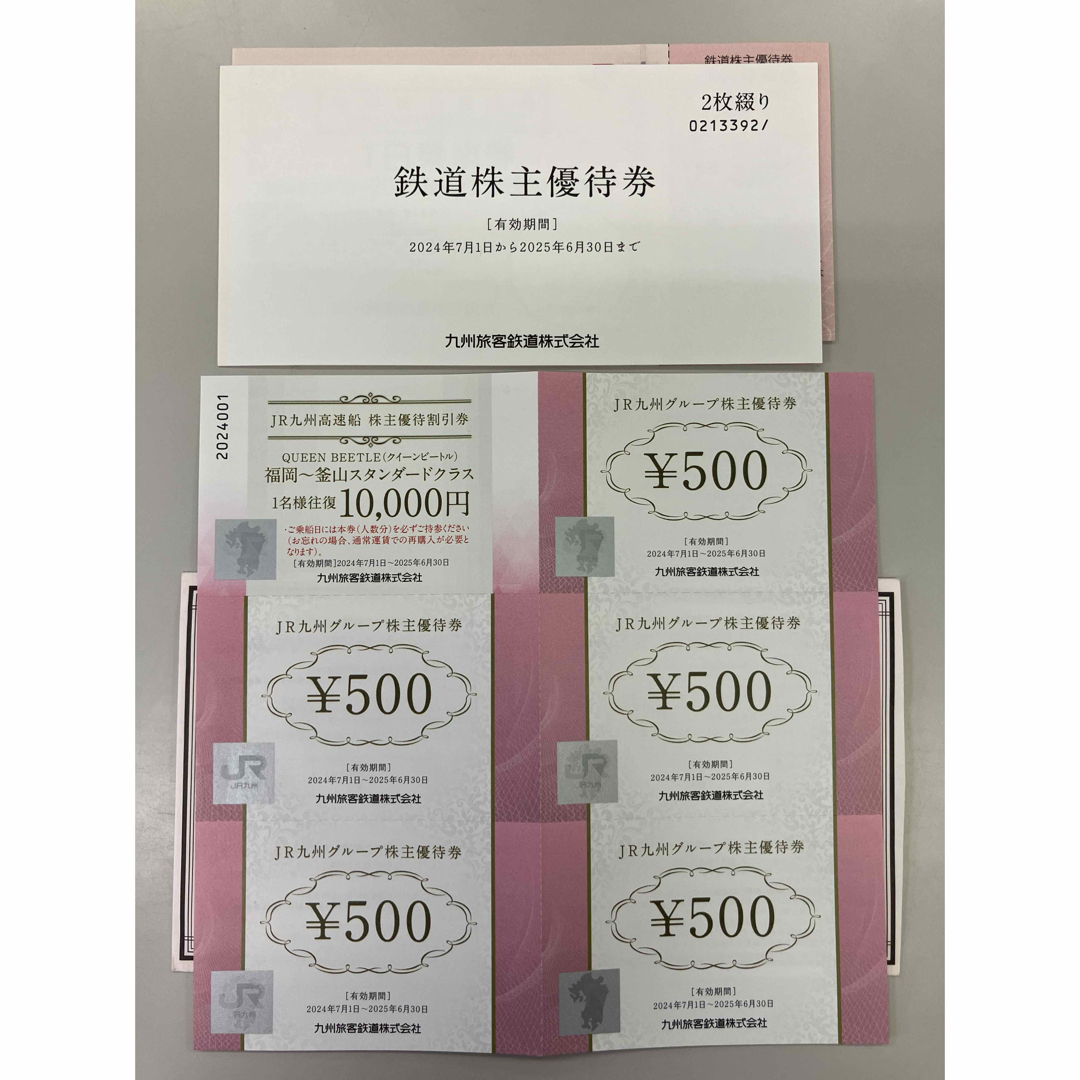 鉄道株主優待券
2枚綴り
0213392/
鉄道株主優待券
[有効期間]
2024年7月1日から2025年6月30日まで
九州旅客鉄道株式会社
2024001
JR九州高速船 株主優待割引券
QUEEN BEETLE(クイーンビートル)
福岡~釜山スタンダードクラス
1名様往復10,000円
・ご乗船日には本券(人数分)を必ずご持参ください
(お忘れの場合、通常運賃での再購入が必要と
なります)。
[有効期間]2024年7月1日~2025年6月30日
九州旅客鉄道株式会社
JR九州グループ株主優待券
¥500
[有効期間]
2024年7月1日~2025年6月30日
九州旅客鉄道株式会社
JR九州グループ株主優待券
¥500
JR
JR九州
[有効期間]
2024年7月1日~2025年6月30日
九州旅客鉄道株式会社
JR九州グループ株主優待券
¥500
JR
JR九州
[有効期間]
2024年7月1日~2025年6月30日
九州旅客鉄道株式会社
JR九州グループ株主優待券
¥500
JR
JR九州
[有効期間]
2024年7月1日~2025年6月30日
九州旅客鉄道株式会社
JR九州グループ株主優待券
¥500
[有効期間]
2024年7月1日~2025年6月30日
九州旅客鉄道株式会社